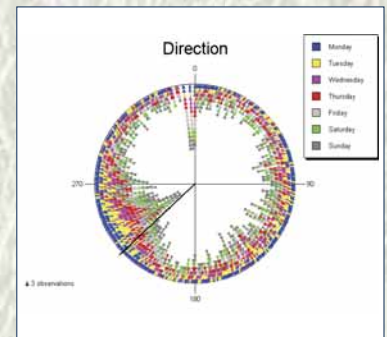 Direction
0
Monday
Tuesday
Wednesday
Thursday
Friday
Saturday
Sunday
270
90
180
3 observations